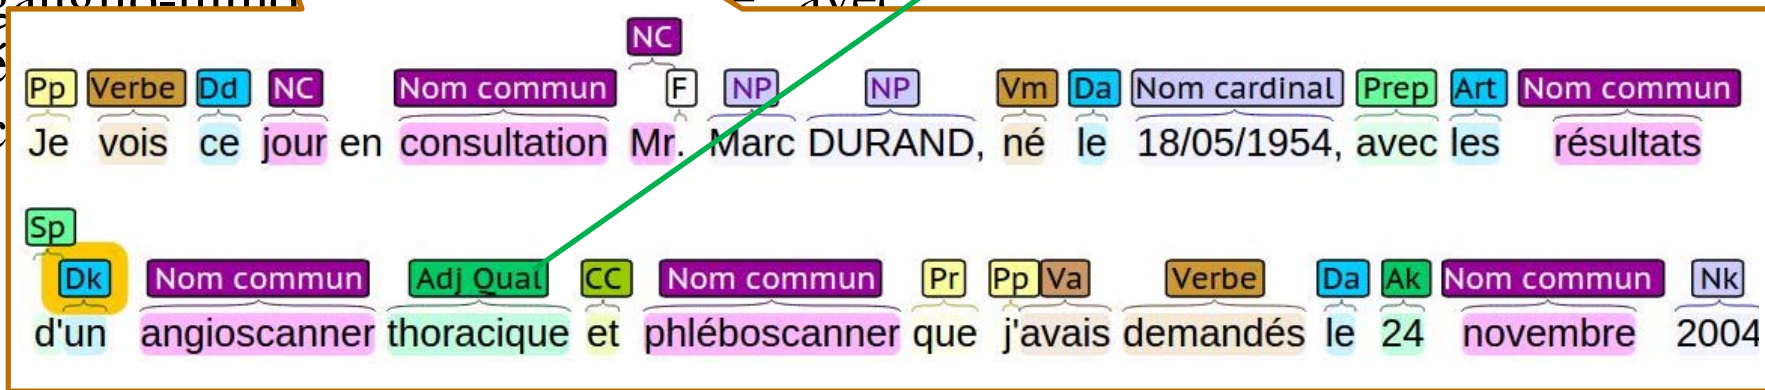 avec
NC
Pp Verbe Dd NC Nom commun F NP NP Vm Da Nom cardinal Prep Art Nom commun
Je vois ce jour en consultation Mr. Marc DURAND, né le 18/05/1954, avec les résultats
Sp
Dk Nom commun Adj Qual CC Nom commun Pr Pp Va Verbe Da Ak Nom commun Nk
d'un angioscanner thoracique et phléboscanner que j'avais demandés le 24 novembre 2004